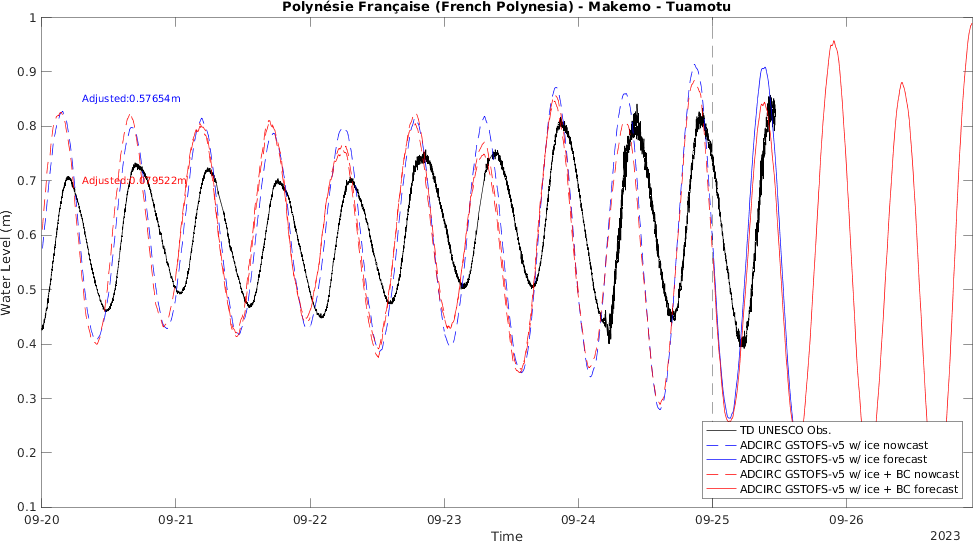 Polynésie Française (French Polynesia) - Makemo - Tuamotu
1
0.9
0.8
0.7
0.6
0.5
0.4
0.3
0.2
0.1
Water Level (m)
Adjusted:0.57654m
Adjusted:0.079522m
TD UNESCO Obs.
ADCIRC GSTOFS-v5 w/ ice nowcast
ADCIRC GSTOFS-v5 w/ ice forecast
ADCIRC GSTOFS-v5 w/ ice + BC nowcast
ADCIRC GSTOFS-v5 w/ ice + BC forecast
09-20 09-21 09-22 09-23 09-24 09-25 09-26
Time
2023